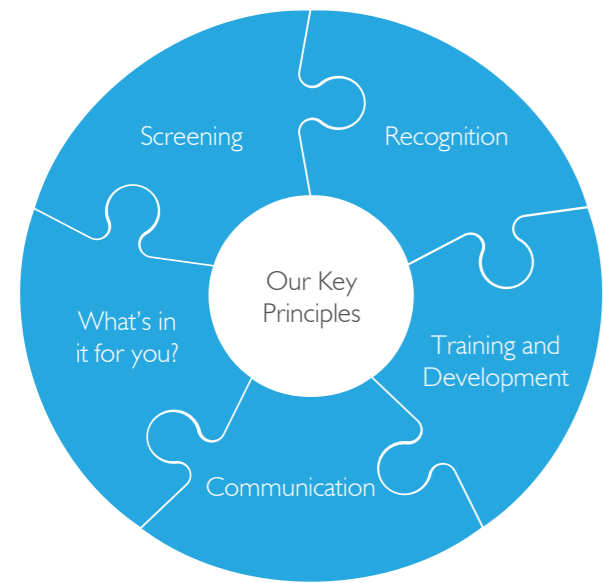 Screening
Recognition
Our Key
Principles
What’s in
it for you?
Training and
Development
Communication